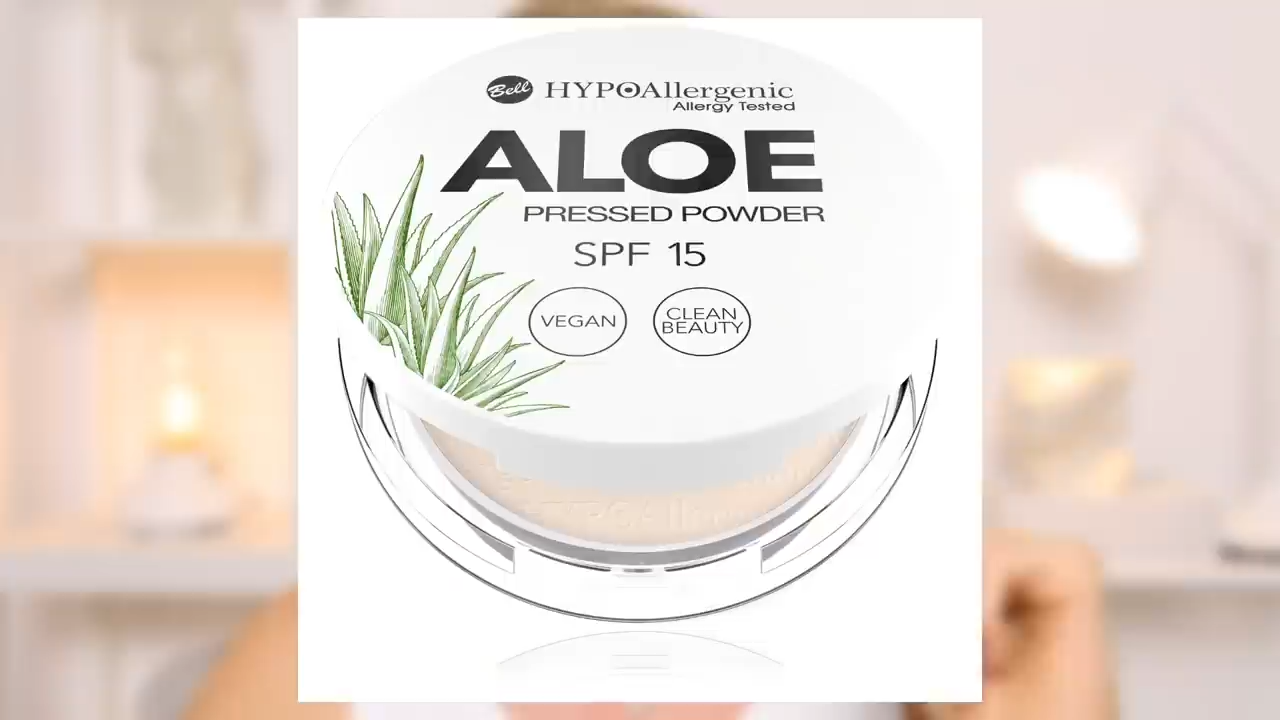 Bell HYPOAllergenic
Allergy Tested
ALOE
PRESSED POWDER
SPF 15
VEGAN
CLEAN
BEAUTY